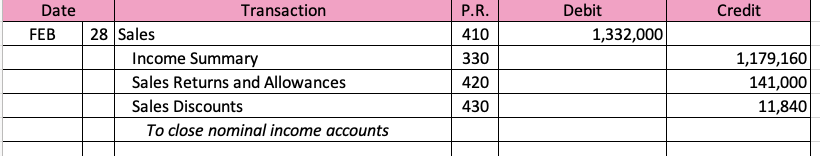 Date Transaction P.R. Debit Credit
FEB 28 Sales 410 1,332,000
Income Summary 330 1,179,160
Sales Returns and Allowances 420 141,000
Sales Discounts 430 11,840
To close nominal income accounts